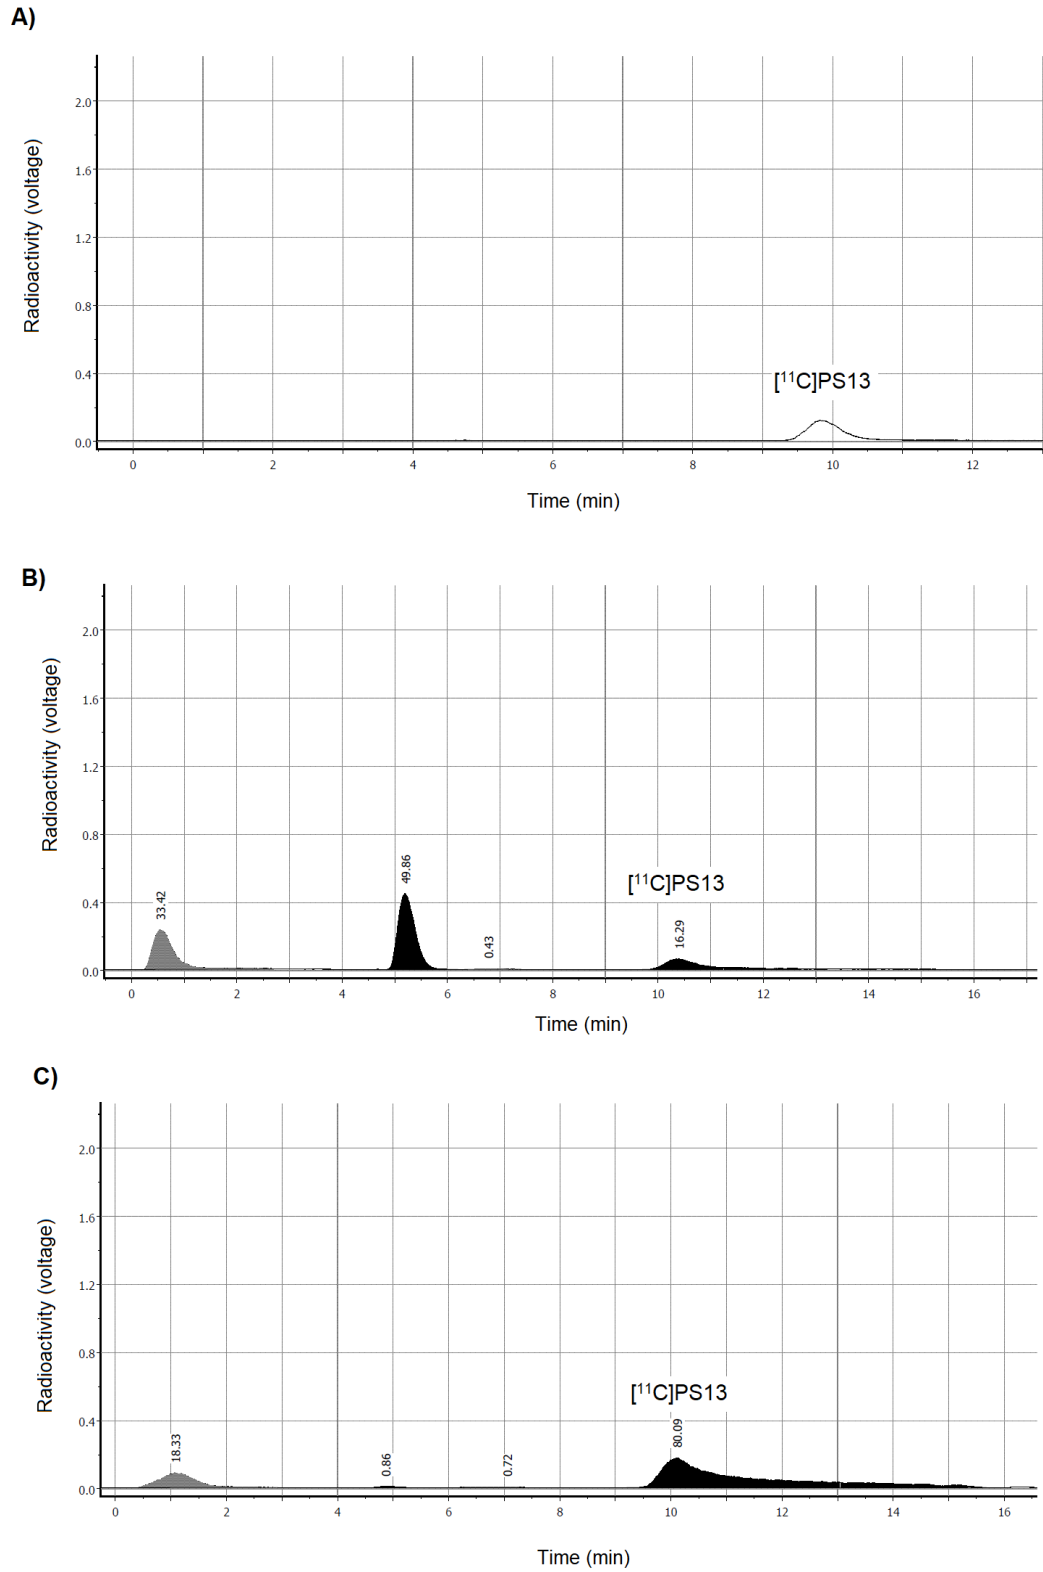 A)
Radioactivity (voltage)
2.0
1.6
1.2
0.8
0.4
0.0
[¹¹C]PS13
0 2 4 6 8 10 12
Time (min)
B)
Radioactivity (voltage)
2.0
1.6
1.2
0.8
0.4
0.0
33.42
49.86
0.43
[¹¹C]PS13
16.29
0 2 4 6 8 10 12 14 16
Time (min)
C)
Radioactivity (voltage)
2.0
1.6
1.2
0.8
0.4
0.0
18.33
0.86
0.72
[¹¹C]PS13
80.09
0 2 4 6 8 10 12 14 16
Time (min)